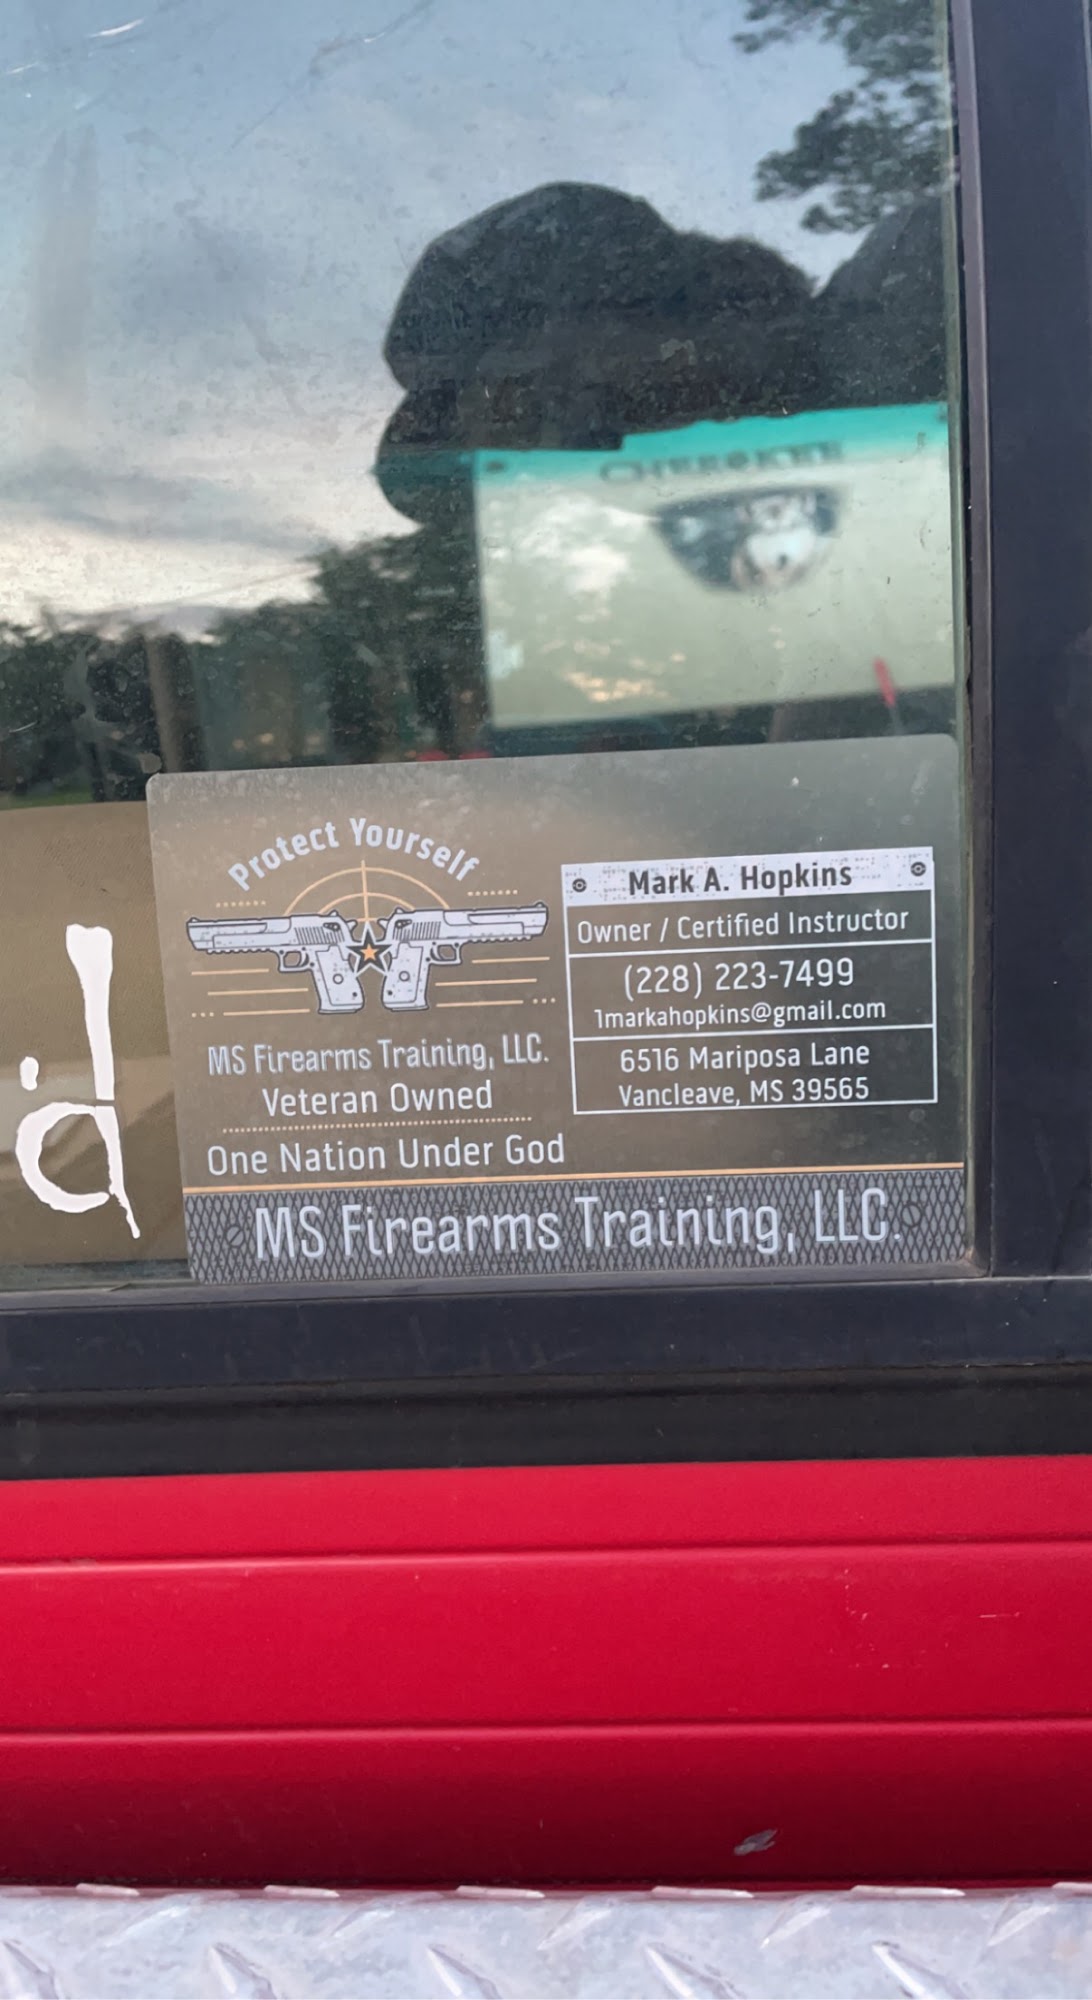 CHEROKEE
Protect Yourself
MS Firearms Training, LLC.
Veteran Owned
One Nation Under God
Mark A. Hopkins
Owner / Certified Instructor
(228) 223-7499
1markahopkins@gmail.com
6516 Mariposa Lane
Vancleave, MS 39565
MS Firearms Training, LLC.
d